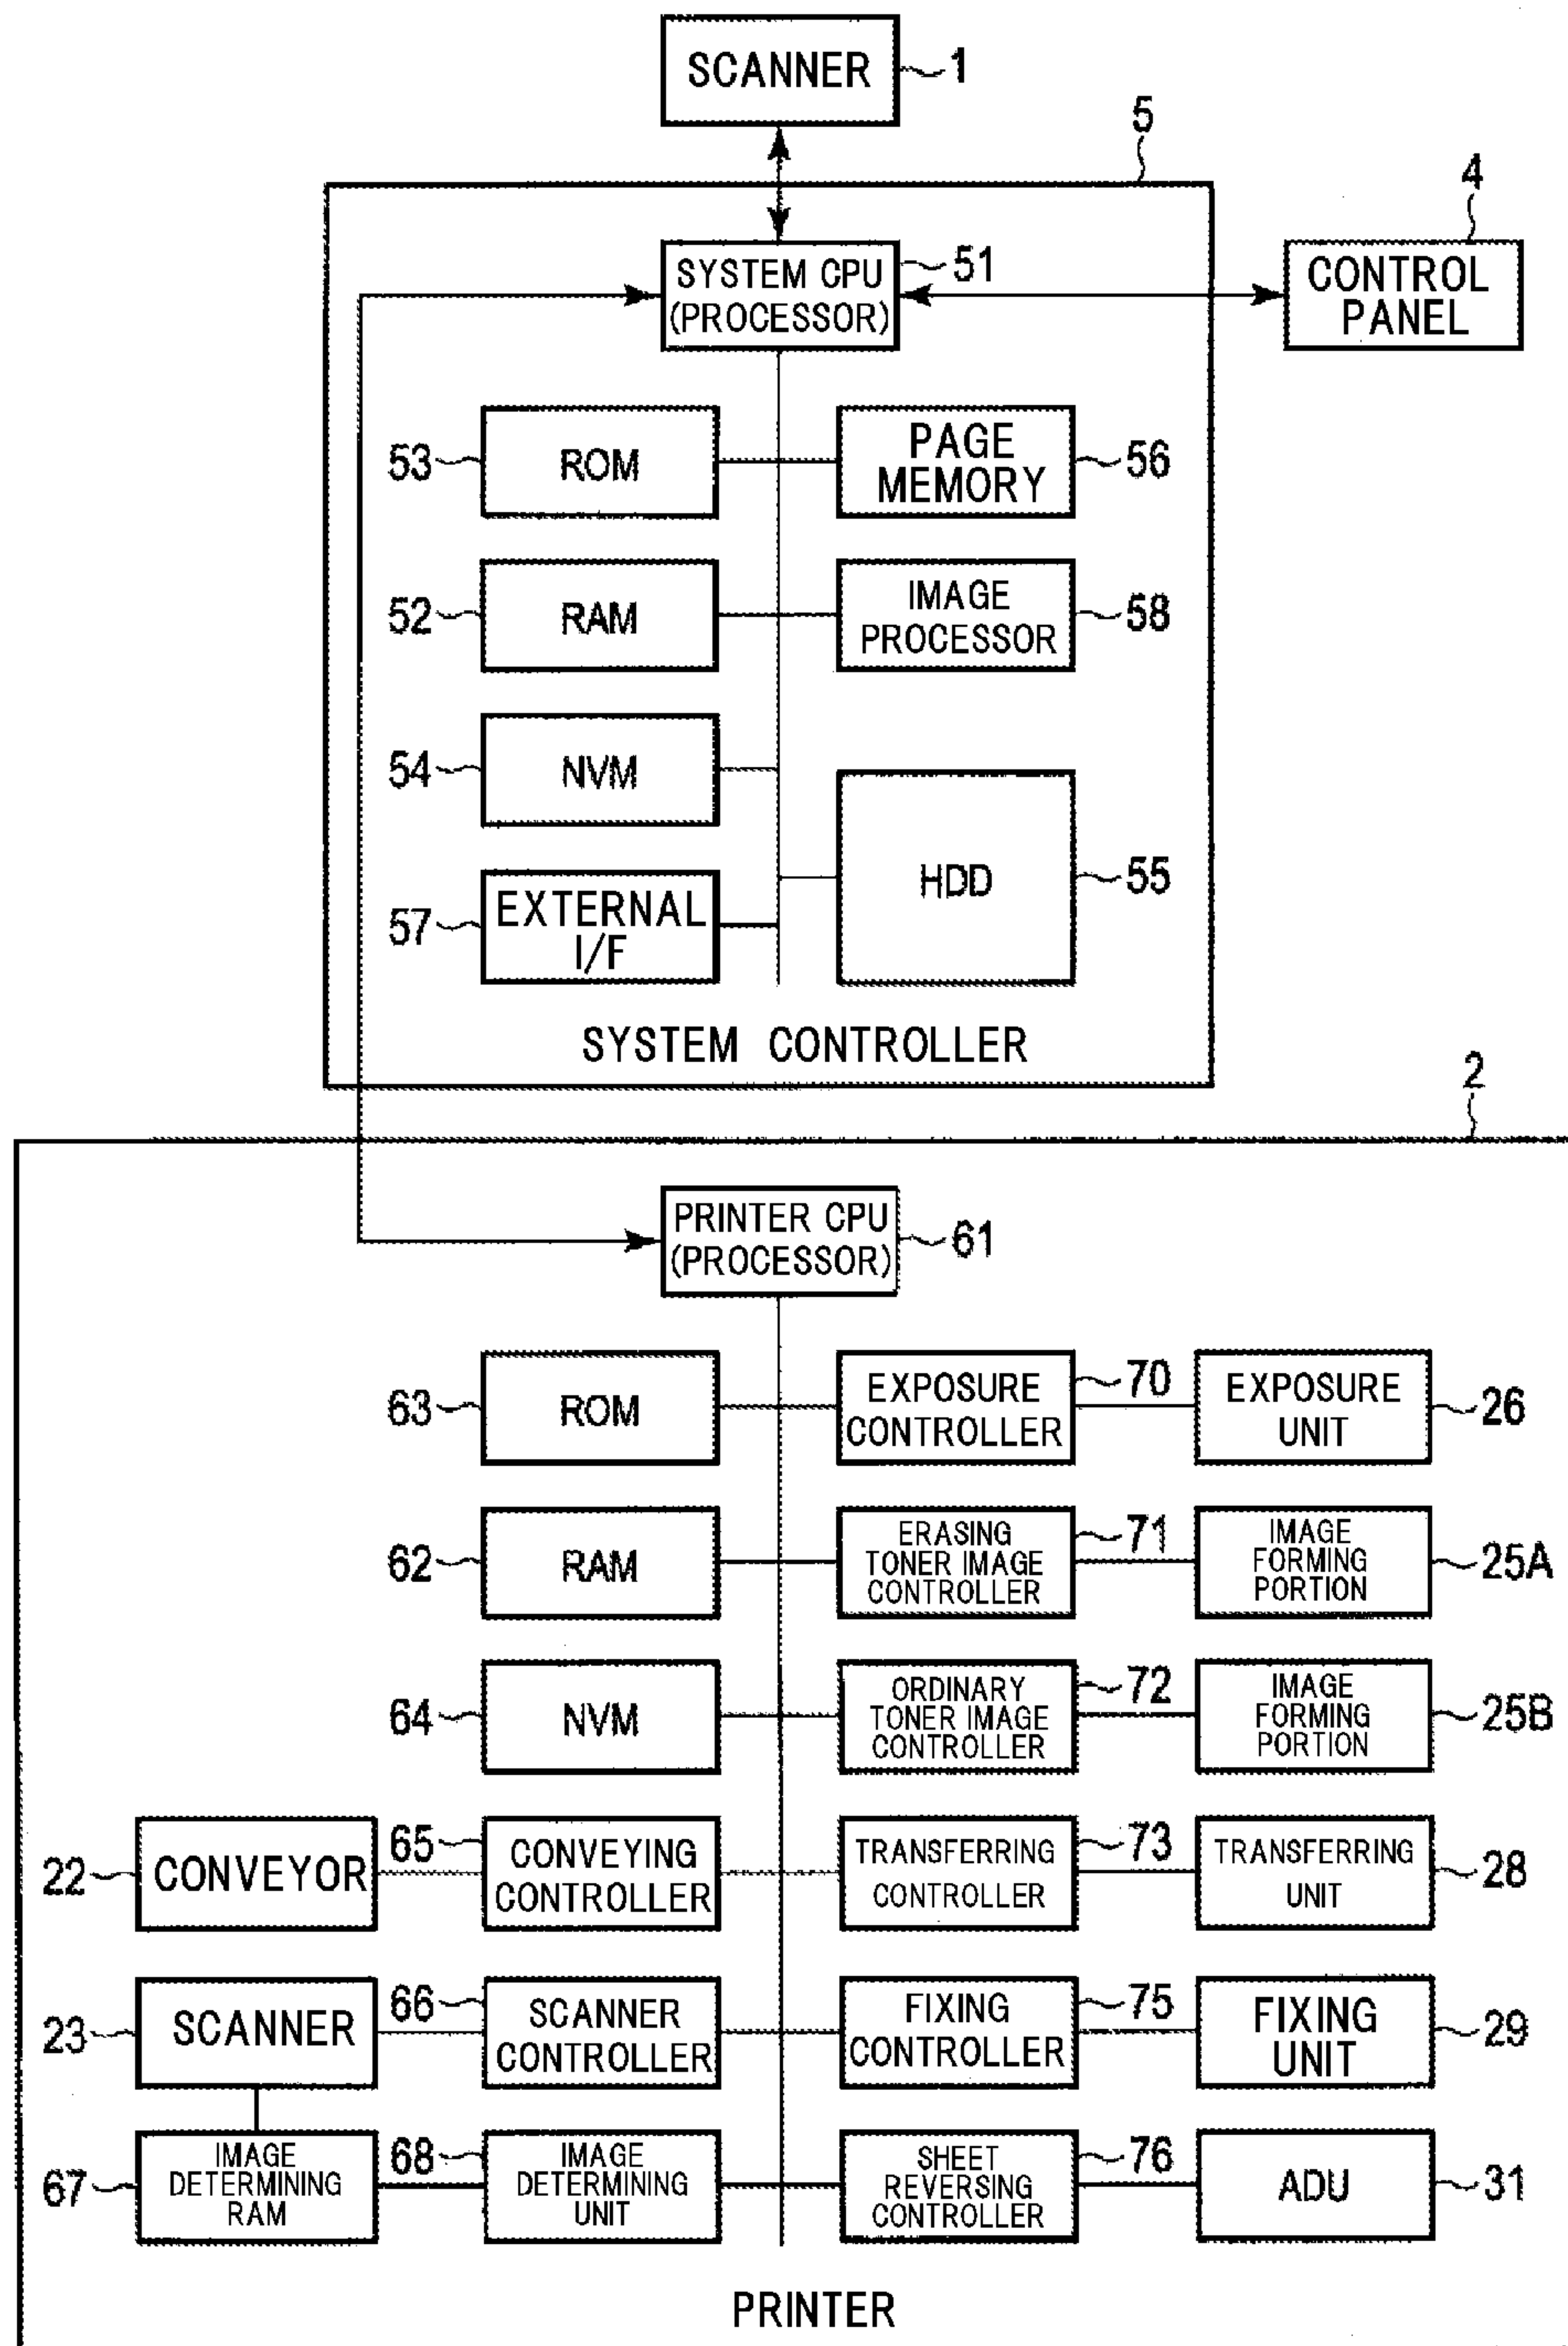 SCANNER
1
5
4
SYSTEM CPU
(PROCESSOR)
51
CONTROL
PANEL
53
ROM
PAGE
MEMORY
56
52
RAM
IMAGE
PROCESSOR
58
54
NVM
HDD
55
57
EXTERNAL
I/F
SYSTEM CONTROLLER
2
PRINTER CPU
(PROCESSOR)
61
63
ROM
EXPOSURE
CONTROLLER
70
EXPOSURE
UNIT
26
62
RAM
ERASING
TONER IMAGE
CONTROLLER
71
IMAGE
FORMING
PORTION
25A
64
NVM
ORDINARY
TONER IMAGE
CONTROLLER
72
IMAGE
FORMING
PORTION
25B
22
CONVEYOR
65
CONVEYING
CONTROLLER
TRANSFERRING
CONTROLLER
73
TRANSFERRING
UNIT
28
23
SCANNER
66
SCANNER
CONTROLLER
FIXING
CONTROLLER
75
FIXING
UNIT
29
67
IMAGE
DETERMINING
RAM
68
IMAGE
DETERMINING
UNIT
SHEET
REVERSING
CONTROLLER
76
ADU
31
PRINTER